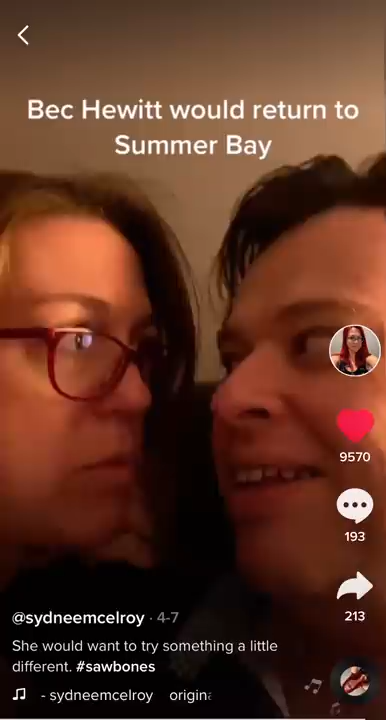 Bec Hewitt would return to
Summer Bay
9570
193
213
@sydneemcelroy · 4-7
She would want to try something a little
different. #sawbones
- sydneemcelroy origina